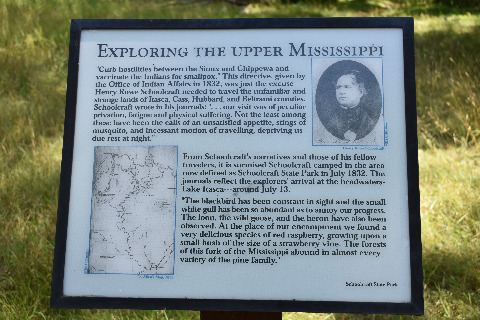 EXPLORING THE UPPER MISSISSIPPI
"Curb hostilities between the Sioux and Chippewa and
vaccinate the Indians for smallpox." This directive, given by
the Office of Indian Affairs in 1832, was just the excuse
Henry Rowe Schoolcraft needed to travel the unfamiliar and
strange lands of Itasca, Cass, Hubbard, and Beltrami counties.
Schoolcraft wrote in his journals: ". . . our visit was of peculiar
privation, fatigue and physical suffering. Not the least among
these have been the calls of an unsatisfied appetite, stings of
mosquito, and incessant motion of travelling, depriving us
due rest at night."
From Schoolcraft's narratives and those of his fellow
travelers, it is surmised Schoolcraft camped in the area
now defined as Schoolcraft State Park in July 1832. The
journals reflect the explorers' arrival at the headwaters-
Lake Itasca---around July 13.
"The blackbird has been constant in sight and the small
white gull has been so abundant as to annoy our progress.
The loon, the wild goose, and the heron have also been
observed. At the place of our encampment we found a
very delicious species of red raspberry, growing upon a
small bush of the size of a strawberry vine. The forests
of this fork of the Mississippi abound in almost every
variety of the pine family."
Schoolcraft State Park